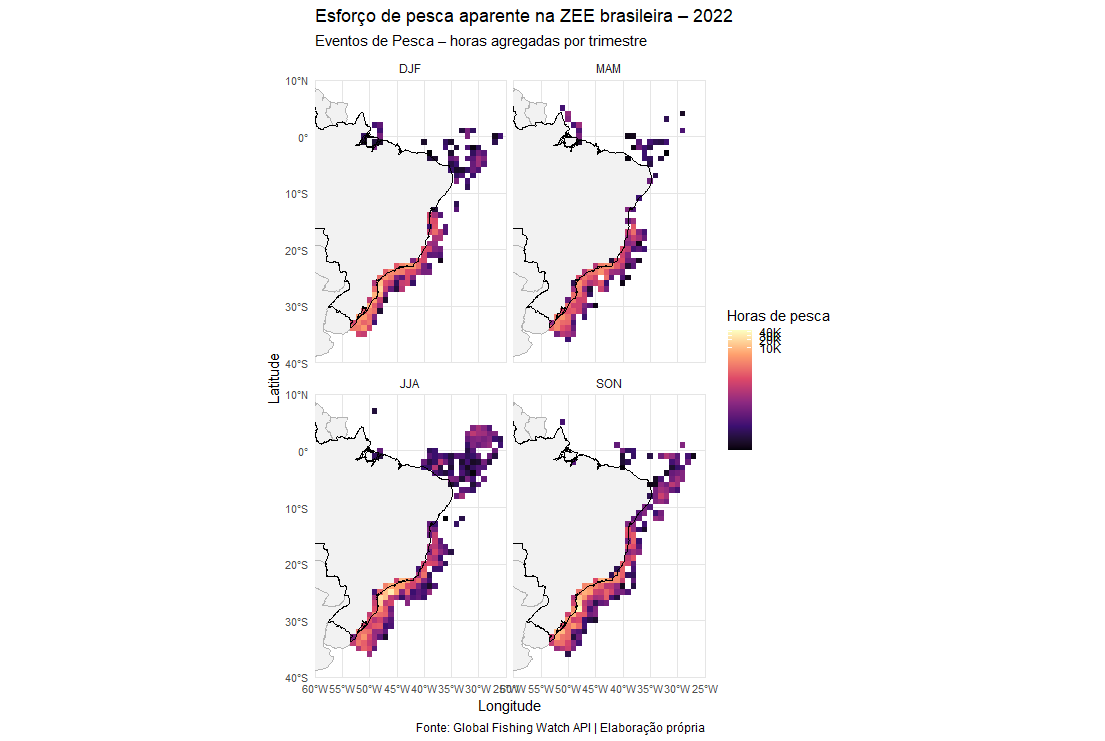 Esforço de pesca aparente na ZEE brasileira – 2022
Eventos de Pesca – horas agregadas por trimestre
DJF
MAM
10°N
0°
10°S
20°S
30°S
40°S
JJA
SON
10°N
0°
10°S
20°S
30°S
40°S
60°W 55°W 50°W 45°W 40°W 35°W 30°W 55°W 50°W 45°W 40°W 35°W 30°W 25°W
Latitude
Longitude
Horas de pesca
40K
20K
10K
Fonte: Global Fishing Watch API | Elaboração própria